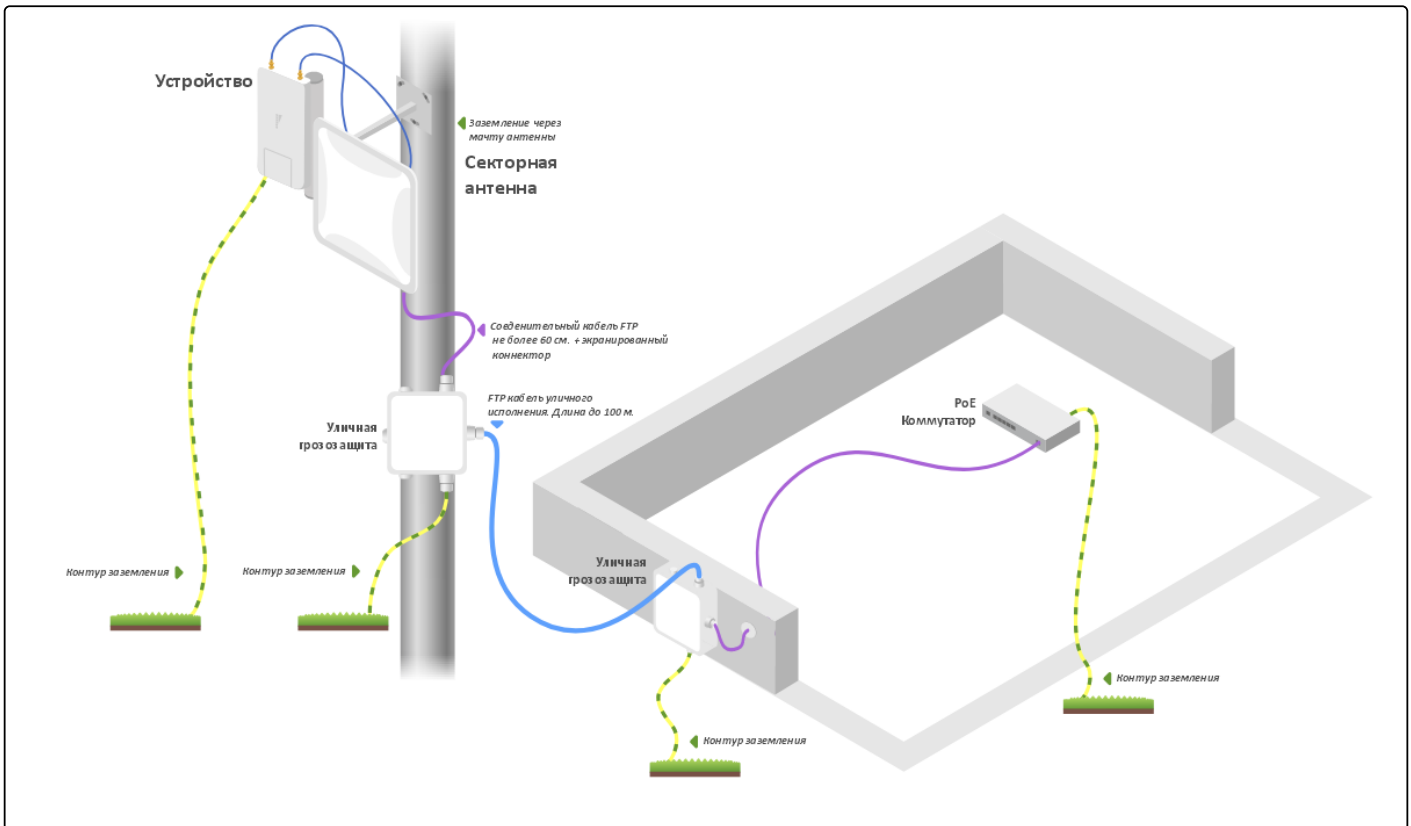 Устройство
Заземление через
мачту антенны
Секторная
антенна
Соеденительный кабель FTP
не более 60 см. + экранированный
коннектор
FTP кабель уличного
исполнения. Длина до 100 м.
Уличная
грозозащита
PoE
Коммутатор
Уличная
грозозащита
Контур заземления
Контур заземления
Контур заземления
Контур заземления